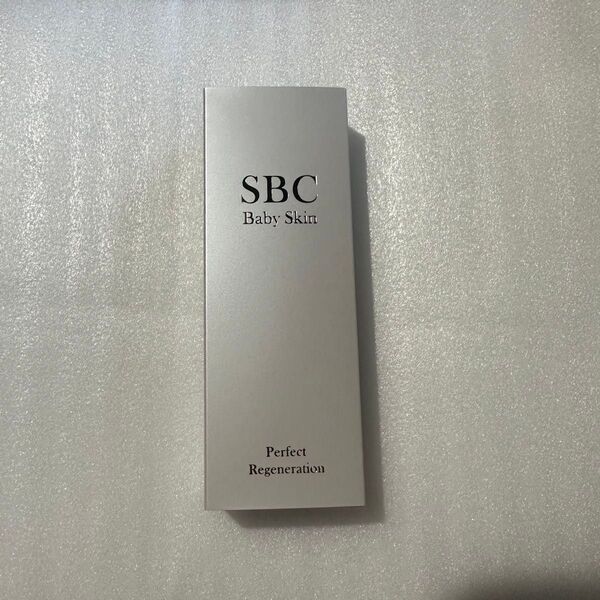 SBC
Baby Skin
Perfect
Regeneration